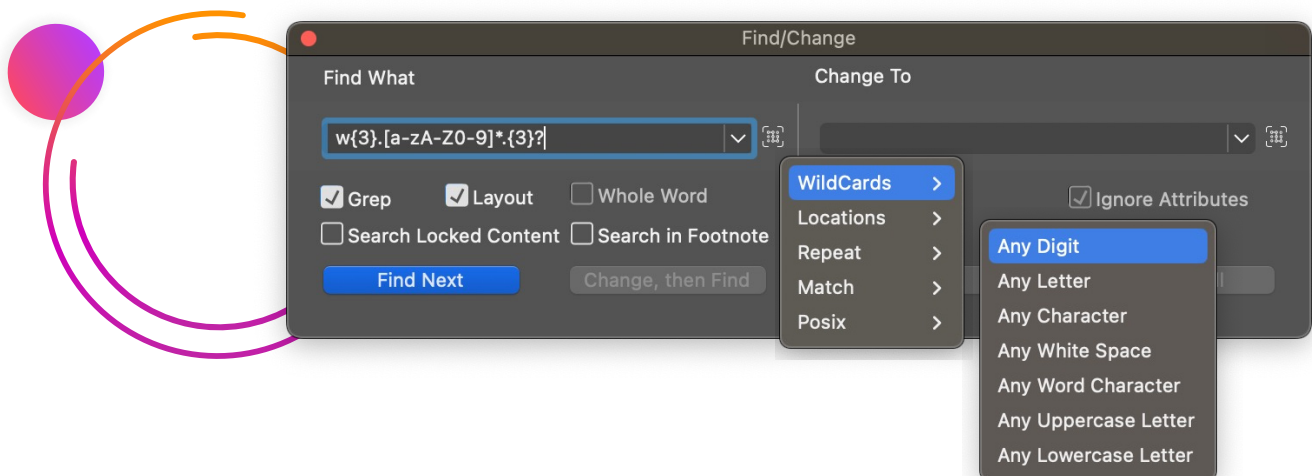 Find/Change
Find What
Change To
w{3}.[a-zA-Z0-9]*.{3}?
Grep
Layout
Whole Word
Ignore Attributes
Search Locked Content
Search in Footnote
Find Next
Change, then Find
WildCards
Locations
Repeat
Match
Posix
Any Digit
Any Letter
Any Character
Any White Space
Any Word Character
Any Uppercase Letter
Any Lowercase Letter